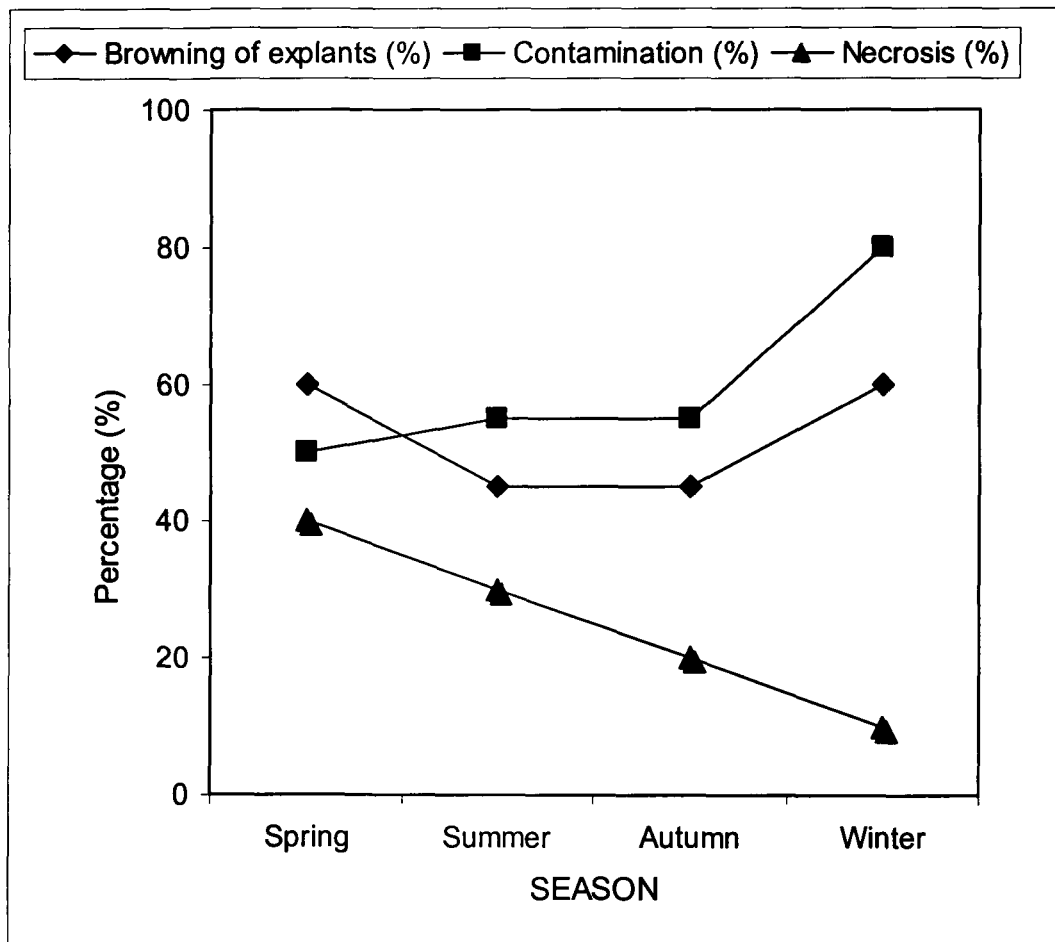 Browning of explants (%) Contamination (%) Necrosis (%)
100
80
60
40
20
0
Percentage (%)
Spring Summer Autumn Winter
SEASON